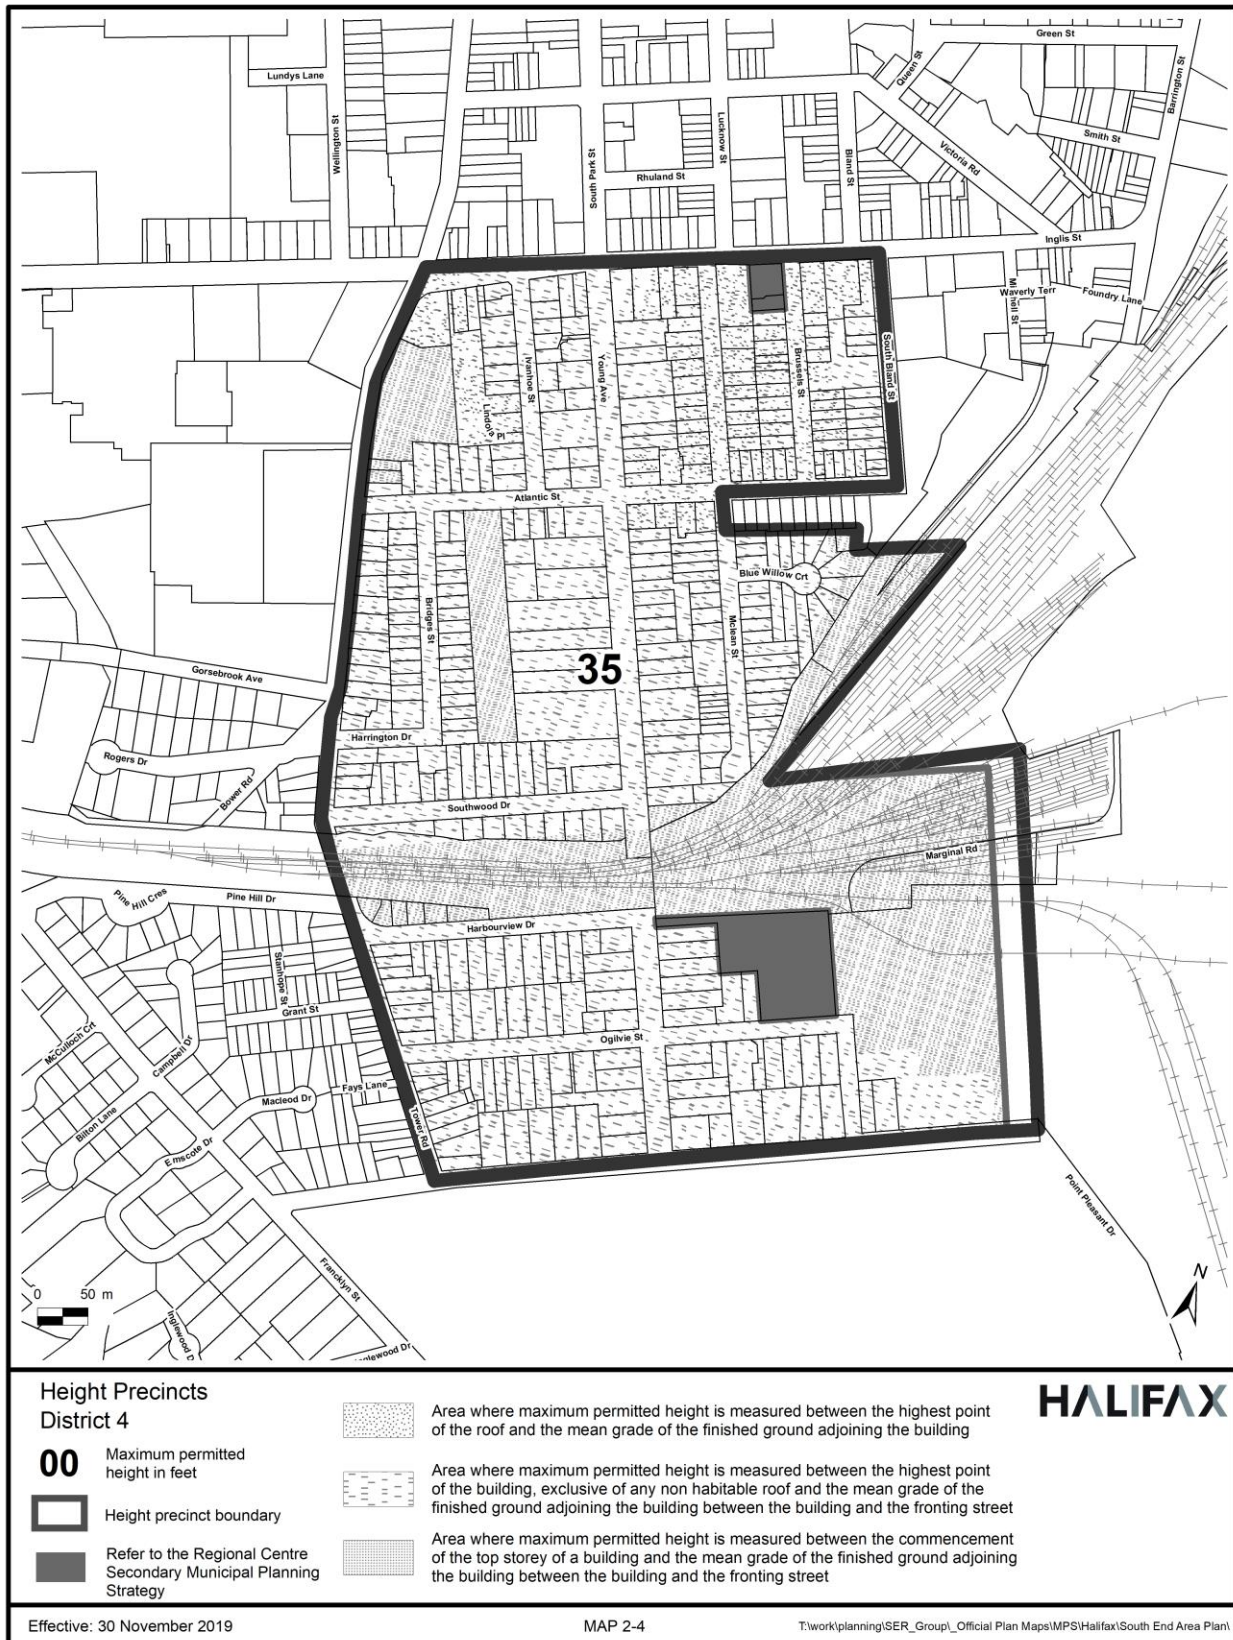 Green St
Queen St
Barrington St
Lundys Lane
Wellington St
Lucknow St
Smith St
Victoria Rd
South Park St
Bland St
Rhuland St
Inglis St
Waverly Terr
Foundry Lane
South Bland St
Young Ave
Ivanhoe St
Brussels St
Lindola Pl
Atlantic St
Blue Willow Crt
Bridges St
Mclean St
35
Gorsebrook Ave
Harrington Dr
Rogers Dr
Bower Rd
Southwood Dr
Marginal Rd
Pine Hill Cres
Pine Hill Dr
Harbourview Dr
Stanhope St
Grant St
Ogilvie St
McCulloch Crt
Campbell Dr
Fays Lane
Macleod Dr
Bilton Lane
Tower Rd
Emscote Dr
Point Pleasant Dr
Francklyn St
N
0 50 m
Inglewood D
glewood Dr
Height Precincts
District 4
00 Maximum permitted
height in feet
Height precinct boundary
Refer to the Regional Centre
Secondary Municipal Planning
Strategy
Area where maximum permitted height is measured between the highest point
of the roof and the mean grade of the finished ground adjoining the building
Area where maximum permitted height is measured between the highest point
of the building, exclusive of any non habitable roof and the mean grade of the
finished ground adjoining the building between the building and the fronting street
Area where maximum permitted height is measured between the commencement
of the top storey of a building and the mean grade of the finished ground adjoining
the building between the building and the fronting street
HALIFAX
Effective: 30 November 2019
MAP 2-4
T:\work\planning\SER_Group\_Official Plan Maps\MPS\Halifax\South End Area Plan\